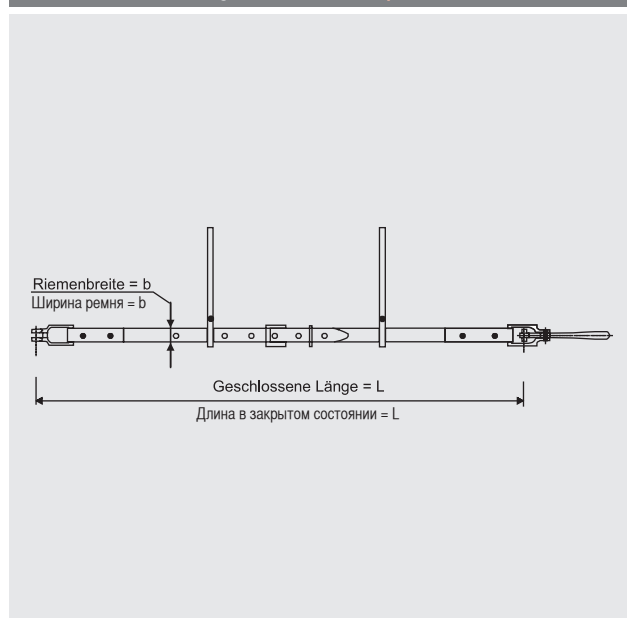 Riemenbreite = b
Ширина ремня = b
Geschlossene Länge = L
Длина в закрытом состоянии = L